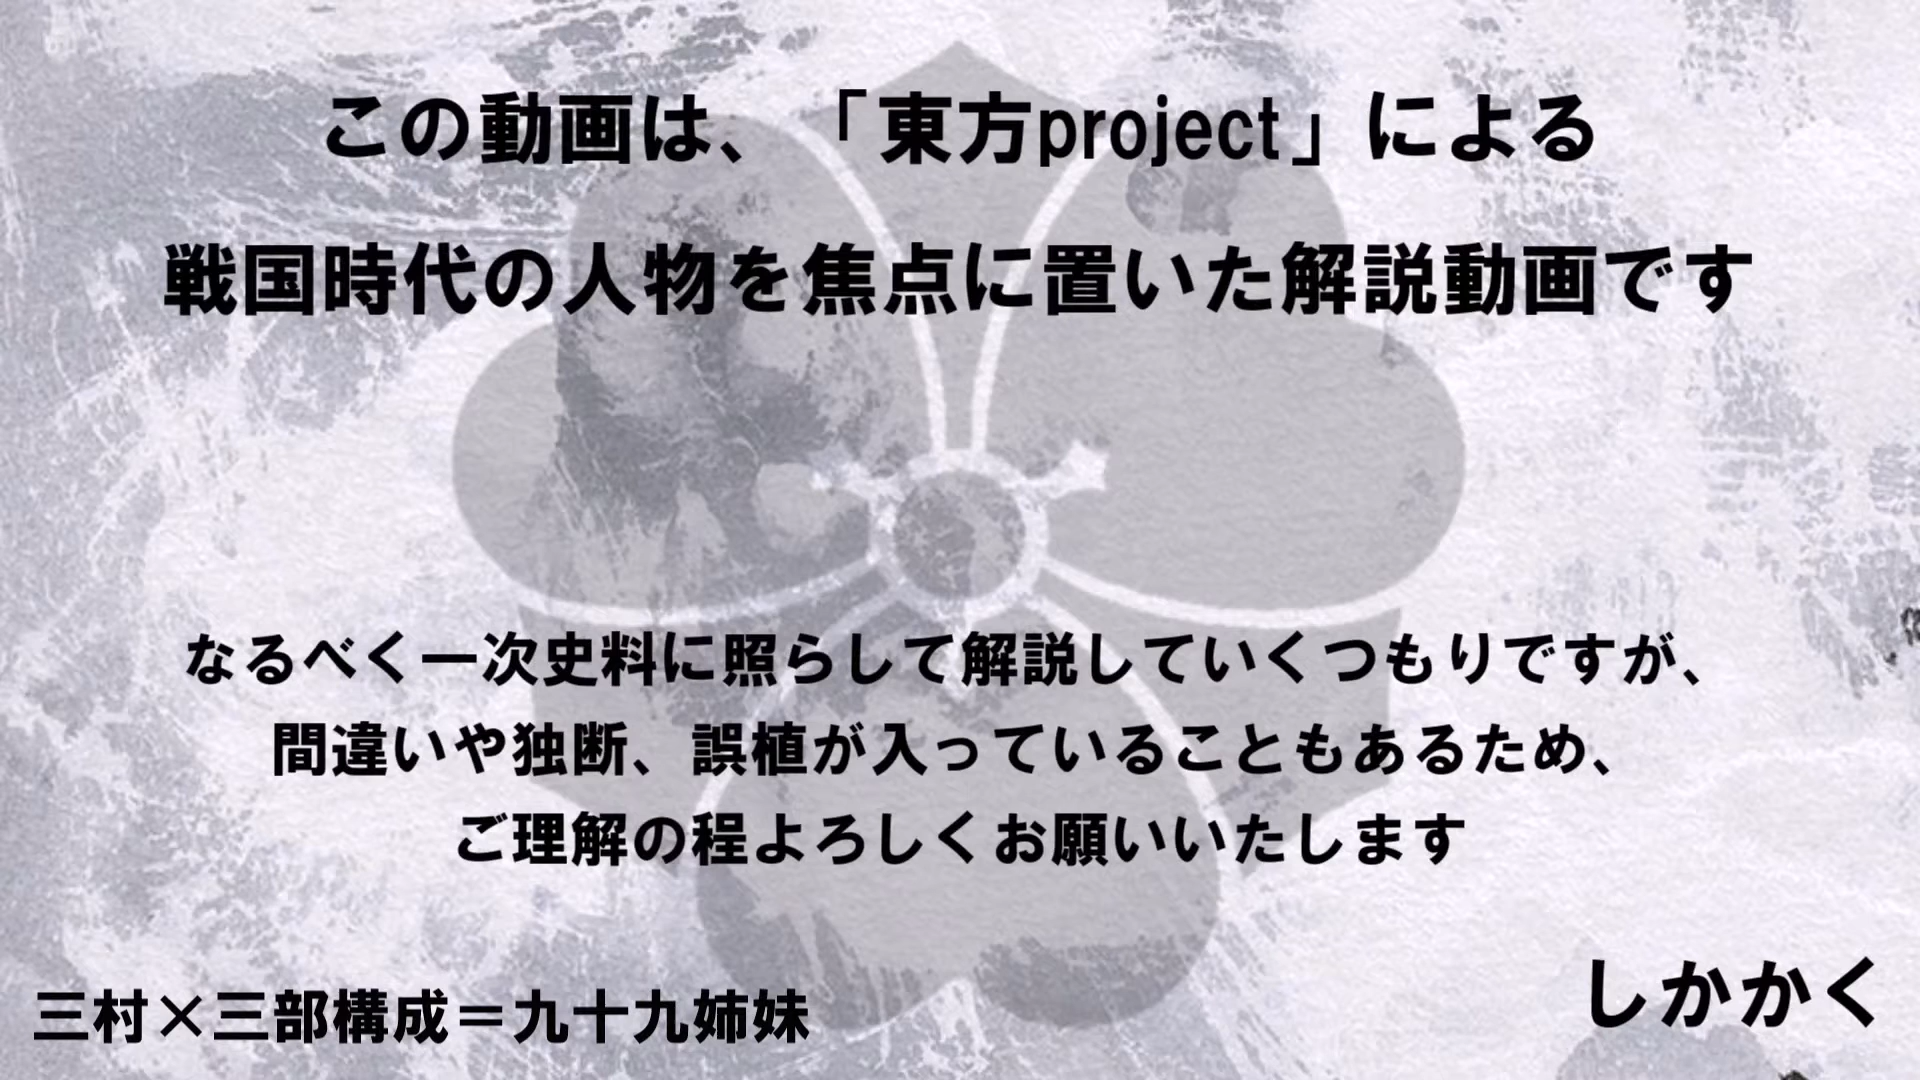 この動画は、「東方project」による
戦国時代の人物を焦点に置いた解説動画です
なるべく一次史料に照らして解説していくつもりですが、
間違いや独断、誤植が入っていることもあるため、
ご理解の程よろしくお願いいたします
三村×三部構成＝九十九姉妹
しかかく